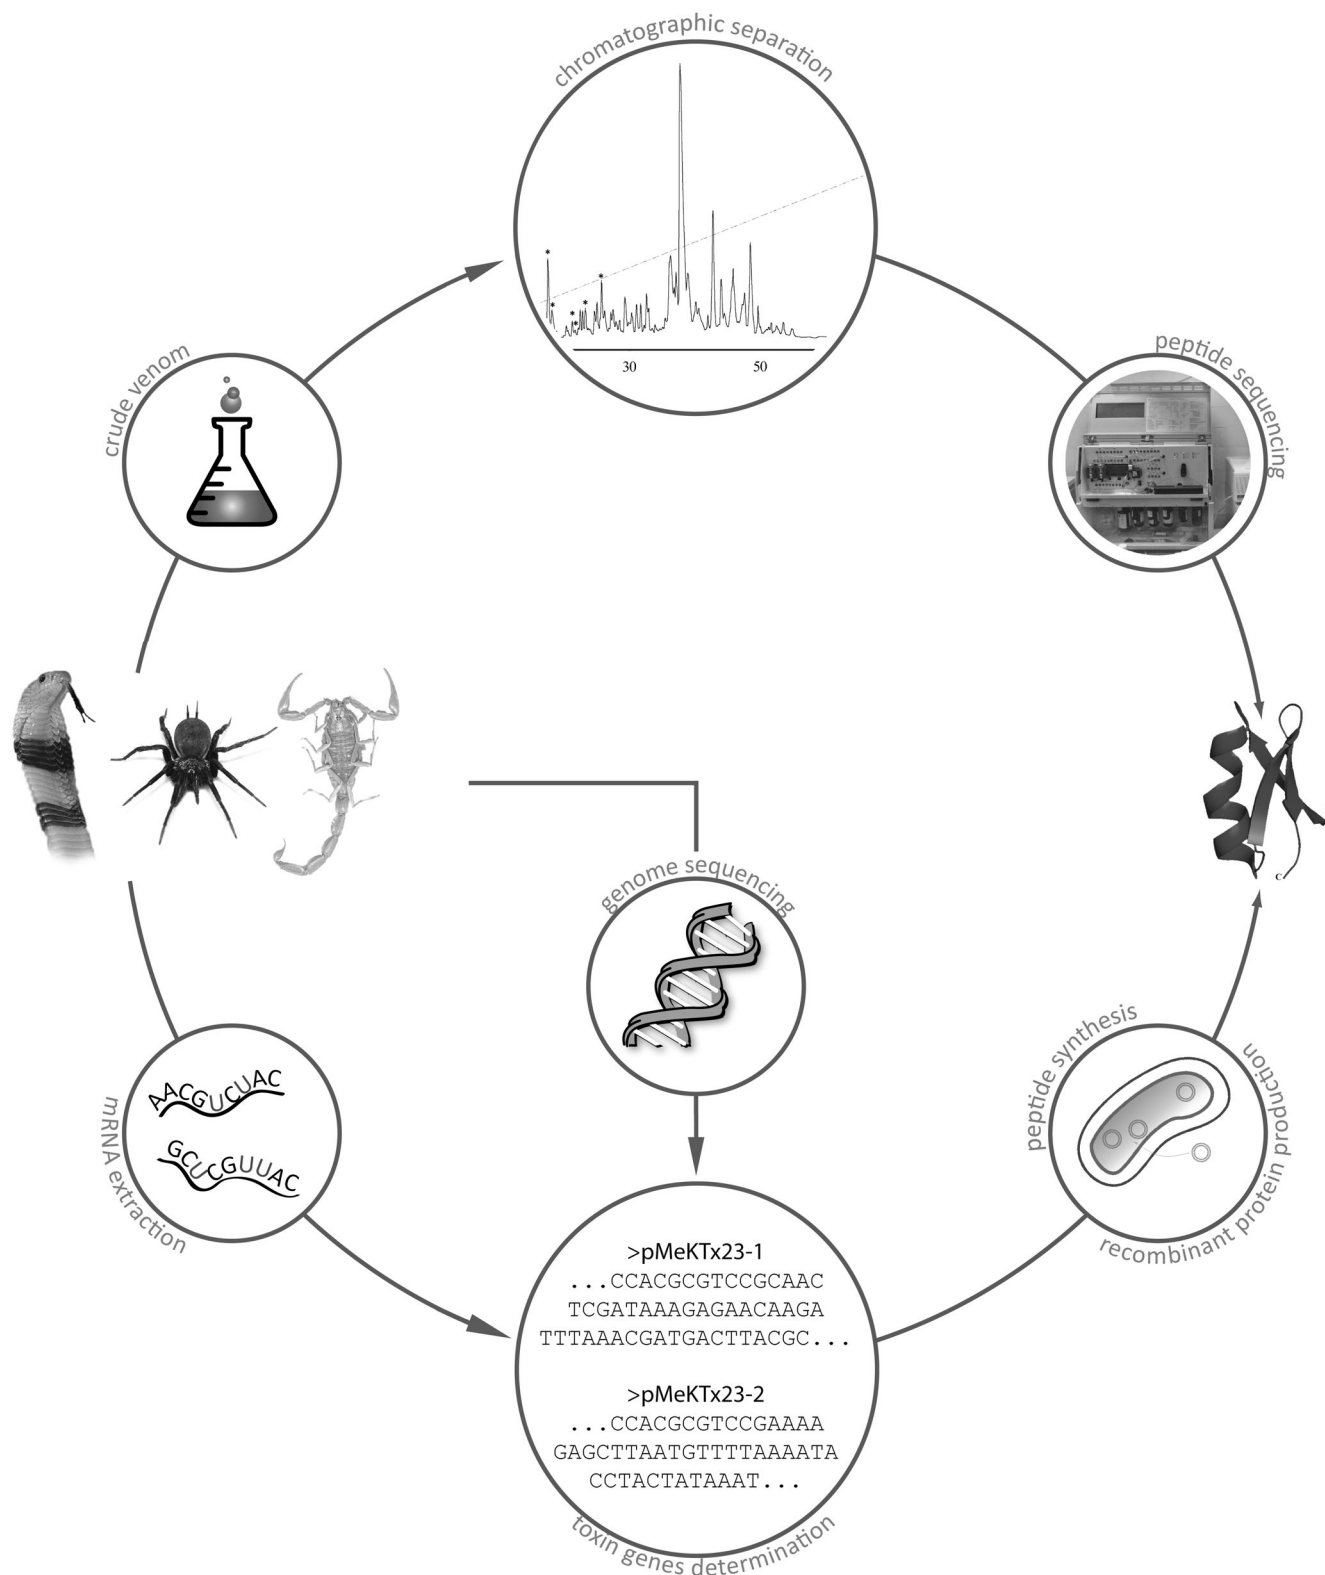 chromatographic separation
*
*
*
*
*
*
30
50
crude venom
peptide sequencing
C
genome sequencing
mRNA extraction
AACGUCUAC
GCUCGUUAC
peptide synthesis
recombinant protein production
>pMeKTx23-1
...CCACGCGTCCGCAAC
TCGATAAAGAGAACAAGA
TTTAAACGATGACTTACGC...
>pMeKTx23-2
...CCACGCGTCCGAAAA
GAGCTTAATGTTTTAAAATA
CCTACTATAAAT...
toxin genes determination